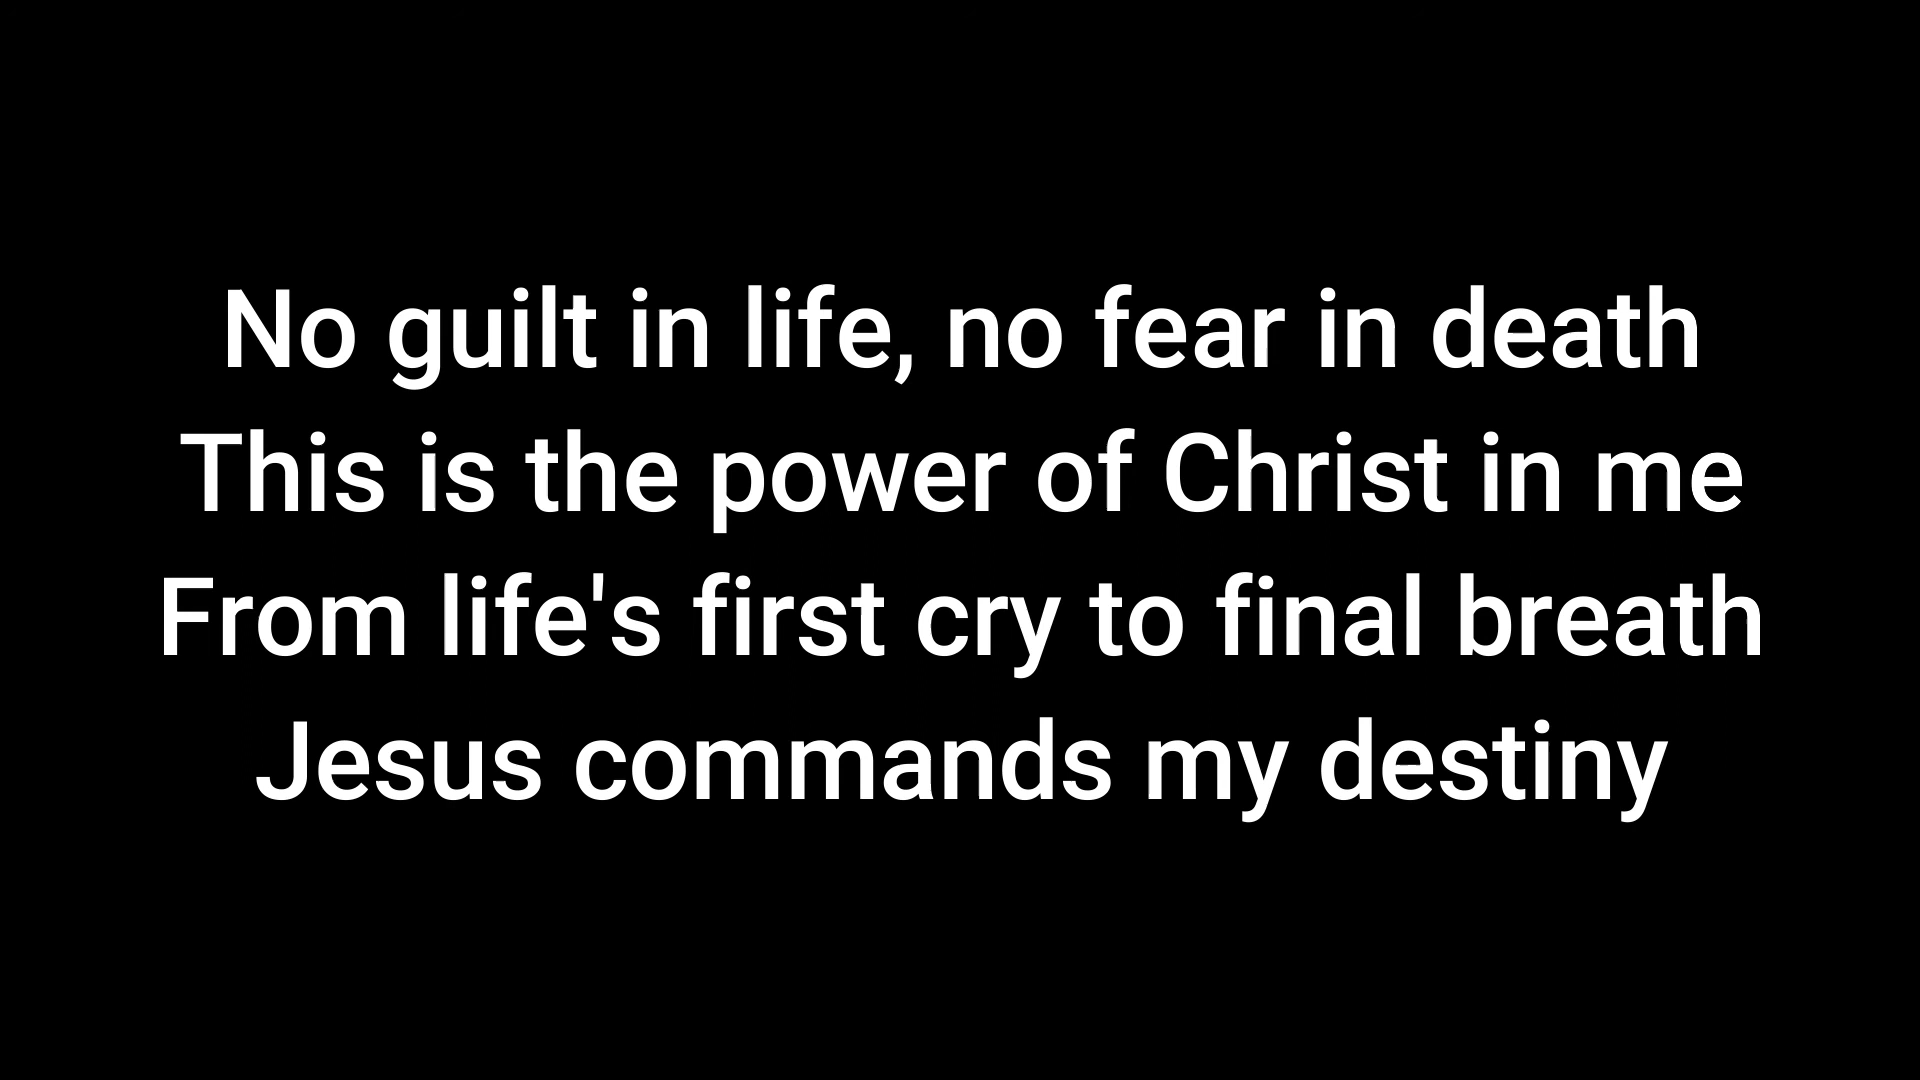 No guilt in life, no fear in death
This is the power of Christ in me
From life's first cry to final breath
Jesus commands my destiny